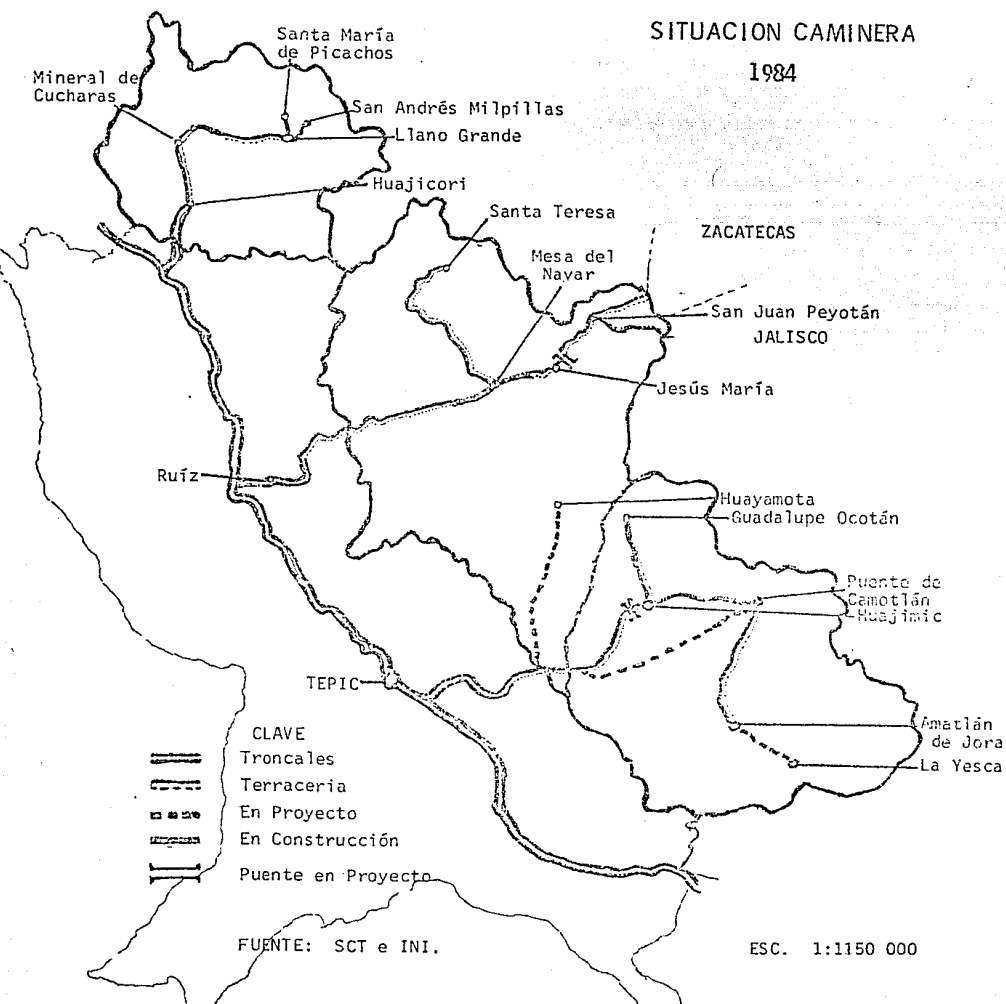 SITUACION CAMINERA
1984
Santa María
de Picachos
Mineral de
Cucharas
San Andrés Milpillas
Llano Grande
Huajicori
Santa Teresa
ZACATECAS
Mesa del
Nayar
San Juan Peyotán
JALISCO
Jesús María
Ruíz
Huayamota
Guadalupe Ocotán
Puente de
Camotlán
Huajimic
TEPIC
Amatlán
de Jora
La Yesca
CLAVE
Troncales
Terraceria
En Proyecto
En Construcción
Puente en Proyecto
FUENTE: SCT e INI.
ESC. 1:1150 000